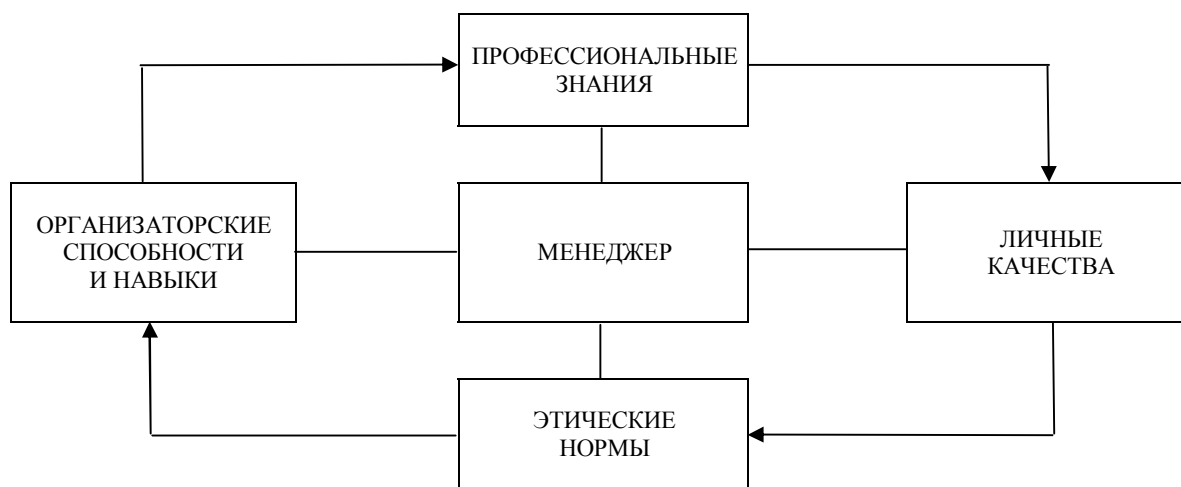 ПРОФЕССИОНАЛЬНЫЕ
ЗНАНИЯ
ОРГАНИЗАТОРСКИЕ
СПОСОБНОСТИ
И НАВЫКИ
МЕНЕДЖЕР
ЛИЧНЫЕ
КАЧЕСТВА
ЭТИЧЕСКИЕ
НОРМЫ